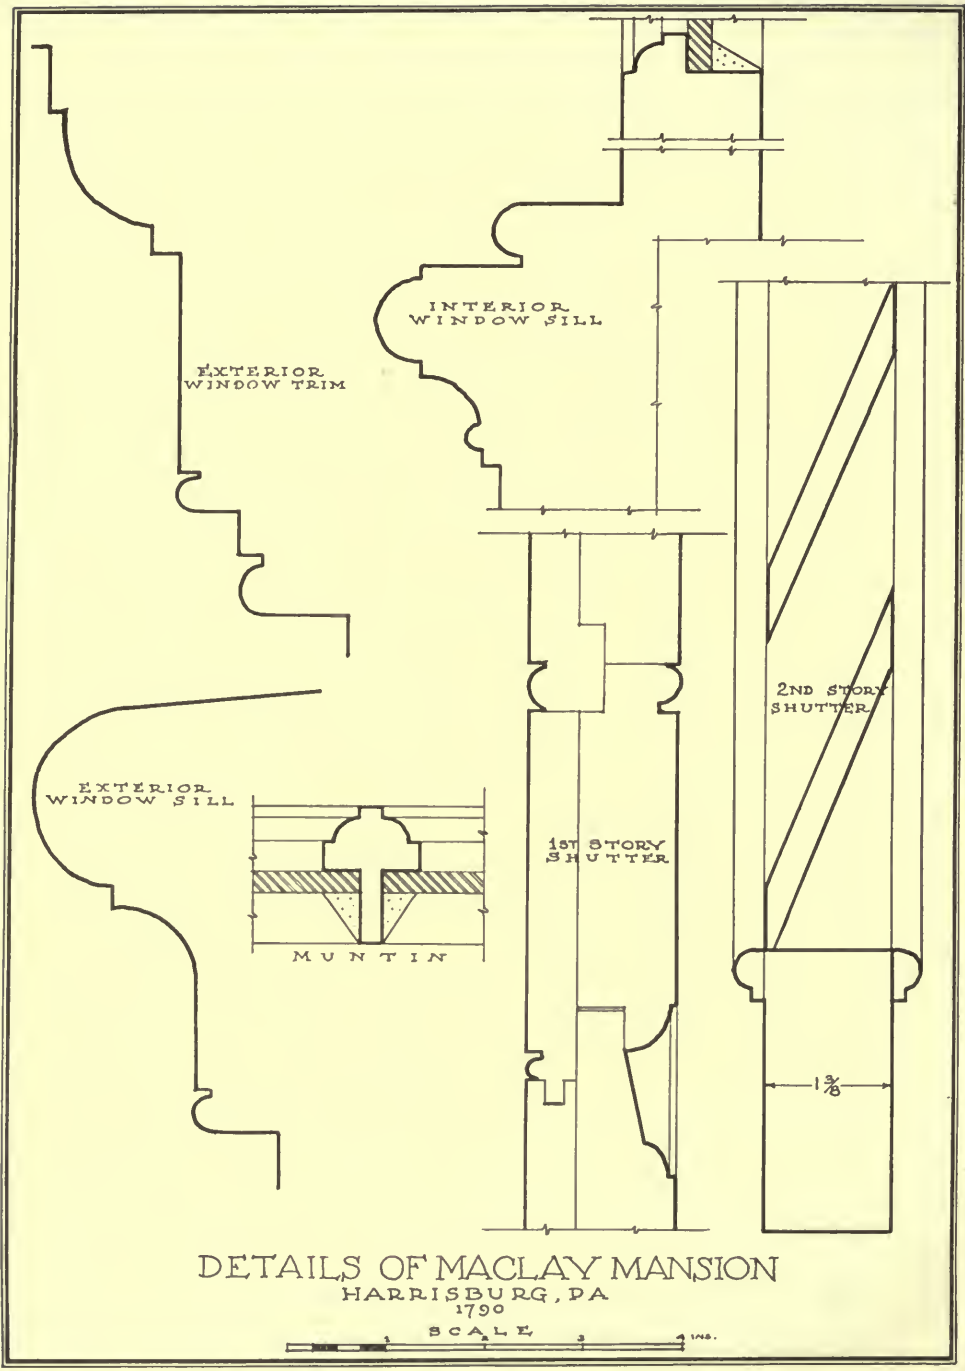 INTERIOR
WINDOW SILL
EXTERIOR
WINDOW TRIM
2ND STORY
SHUTTER
EXTERIOR
WINDOW SILL
1ST STORY
SHUTTER
MUNTIN
1 3/8
DETAILS OF MACLAY MANSION
HARRISBURG, PA
1790
SCALE
1 2 3 4 INS.